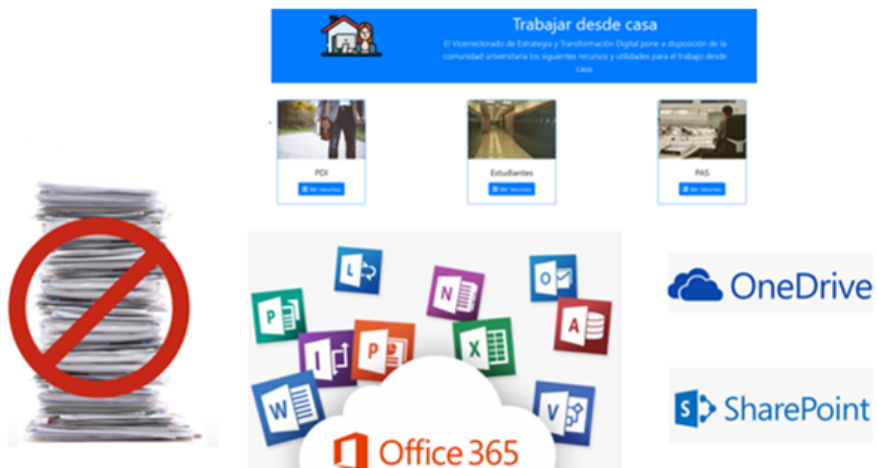 Trabajar desde casa
El Vicerrectorado de Estrategia y Transformación Digital pone a disposición de la
comunidad universitaria los siguientes recursos y utilidades para el trabajo desde
casa.
PDI
Ver recursos
Estudiantes
Ver recursos
PAS
Ver recursos
L
N
O
P
A
I
P
X
W
V
Office 365
OneDrive
S
SharePoint